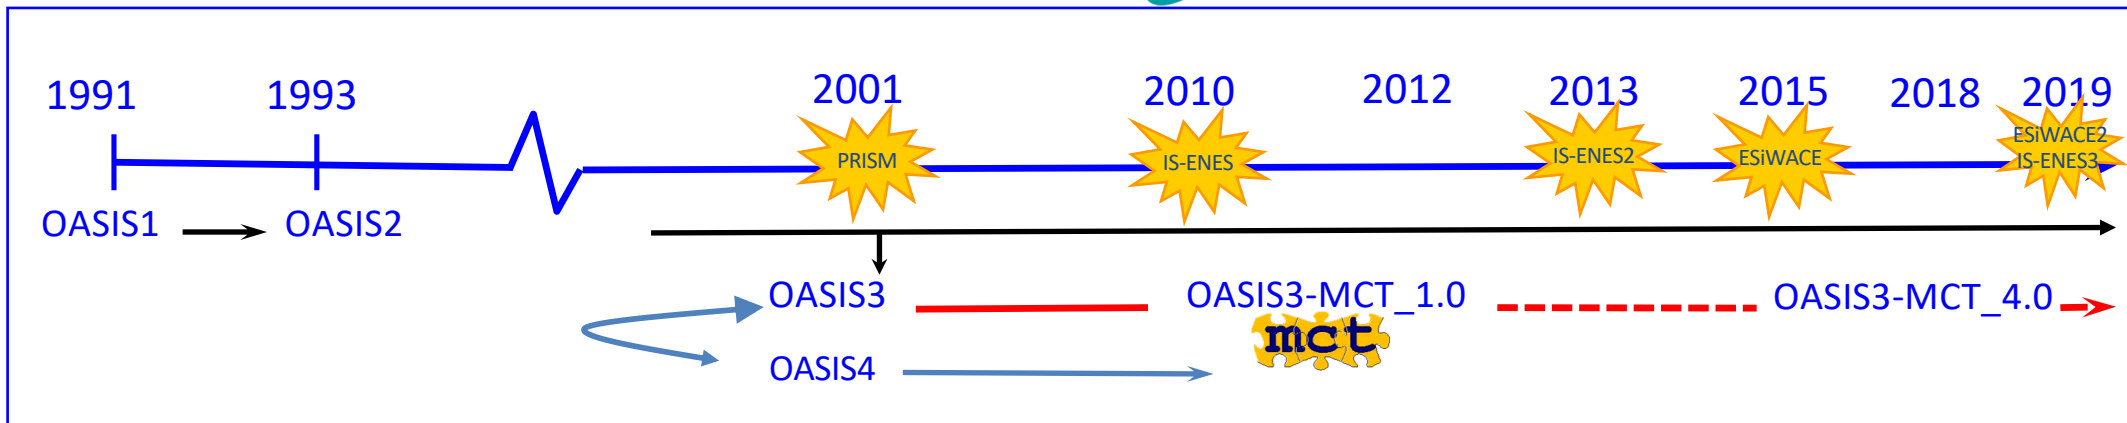 1991
1993
2001
2010
2012
2013
2015
2018
2019
PRISM
IS-ENES
IS-ENES2
ESiWACE
ESiWACE2
IS-ENES3
OASIS1
OASIS2
OASIS3
OASIS3-MCT_1.0
OASIS3-MCT_4.0
mct
OASIS4